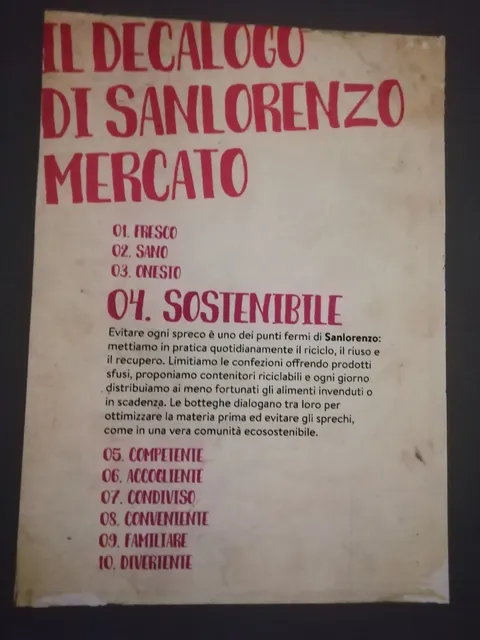 IL DECALOGO
DI SANLORENZO
MERCATO
01. FRESCO
02. SANO
03. ONESTO
04. SOSTENIBILE
Evitare ogni spreco è uno dei punti fermi di Sanlorenzo:
mettiamo in pratica quotidianamente il riciclo, il riuso e
il recupero. Limitiamo le confezioni offrendo prodotti
sfusi, proponiamo contenitori riciclabili e ogni giorno
distribuiamo ai meno fortunati gli alimenti invenduti o
in scadenza. Le botteghe dialogano tra loro per
ottimizzare la materia prima ed evitare gli sprechi,
come in una vera comunità ecosostenibile.
05. COMPETENTE
06. ACCOGLIENTE
07. CONDIVISO
08. CONVENIENTE
09. FAMILIARE
10. DIVERTENTE